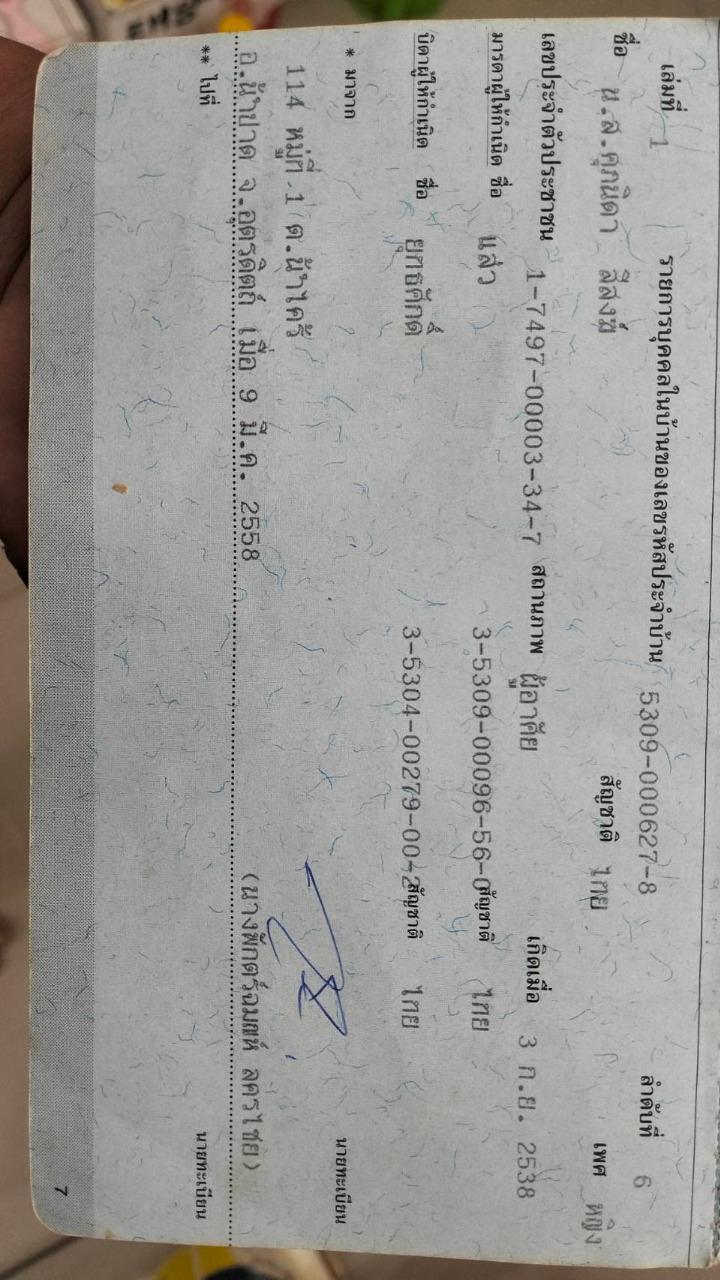 เล่มที่ 1 รายการบุคคลในบ้านของเลขรหัสประจำบ้าน 5309-000627-8 ลำดับที่ 6
ชื่อ น.ส.ศุภนิดา สีสงฆ์ สัญชาติ ไทย เพศ หญิง
เลขประจำตัวประชาชน 1-7497-00003-34-7 สถานภาพ ผู้อาศัย เกิดเมื่อ 3 ก.ย. 2538
มารดาผู้ให้กำเนิด ชื่อ แส่ว 3-5309-00096-56-0 สัญชาติ ไทย
บิดาผู้ให้กำเนิด ชื่อ ยุทธศักดิ์ 3-5304-00279-00-2 สัญชาติ ไทย
* มาจาก
114 หมู่ที่ 1 ต.น้ำไคร้ นายทะเบียน
อ.น้ำปาด จ.อุตรดิตถ์ เมื่อ 9 มี.ค. 2558 (นาง ลครไชย)
** ไปที่ นายทะเบียน
7